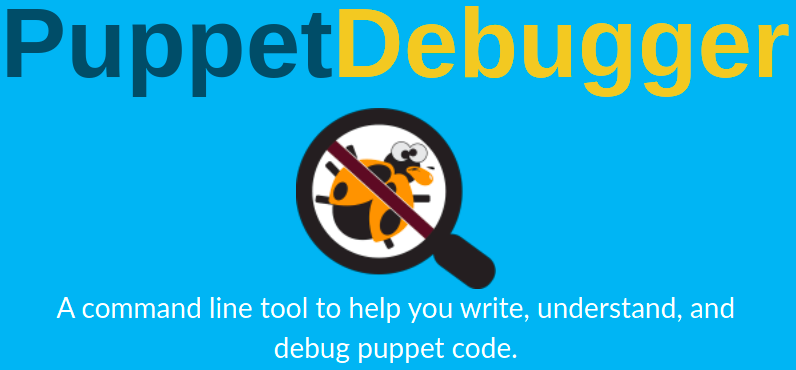 PuppetDebugger
A command line tool to help you write, understand, and
debug puppet code.